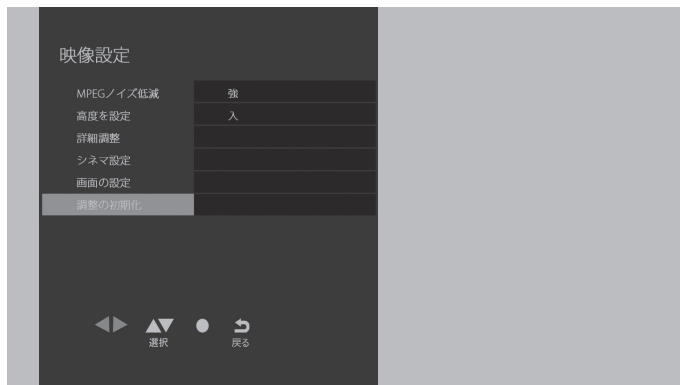 映像設定
MPEGノイズ低減 強
高度を設定 入
詳細調整
シネマ設定
画面の設定
調整の初期化
選択 戻る